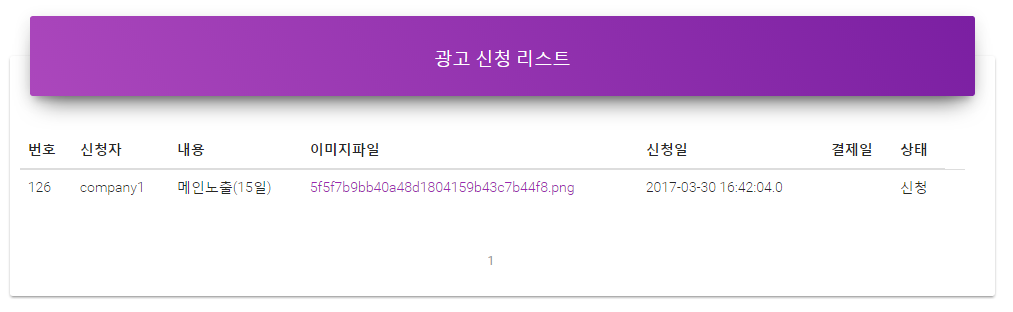 광고 신청 리스트
번호 신청자 내용 이미지파일 신청일 결제일 상태
126 company1 메인노출(15일) 5f5f7b9bb40a48d1804159b43c7b44f8.png 2017-03-30 16:42:04.0 신청
1